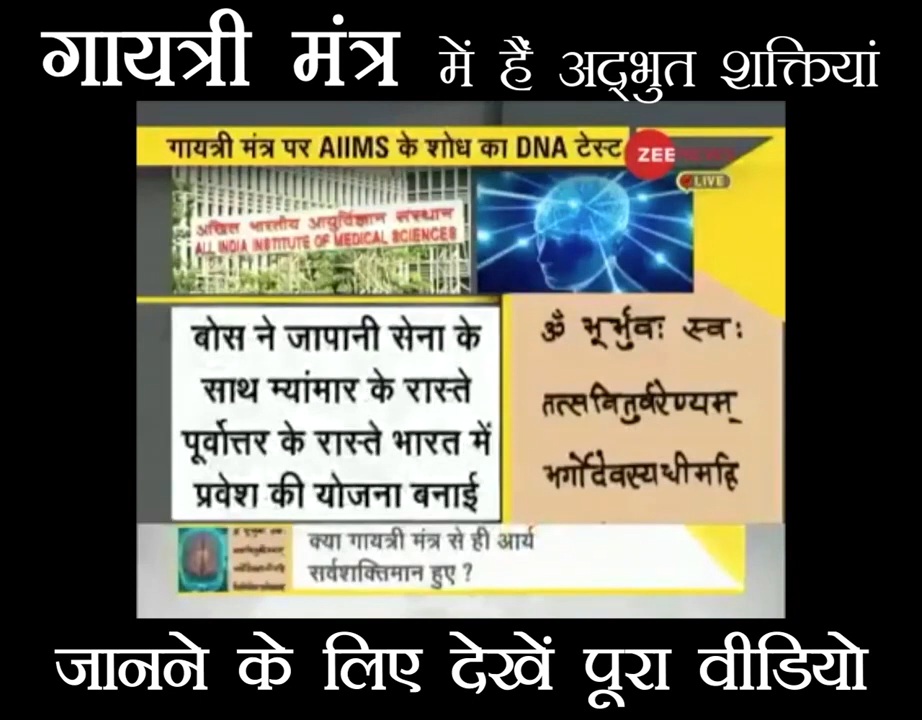 गायत्री मंत्र में हैं अद्भुत शक्तियां
गायत्री मंत्र पर AIIMS के शोध का DNA टेस्ट
ZEE NEWS
LIVE
अखिल भारतीय आयुर्विज्ञान संस्थान
ALL INDIA INSTITUTE OF MEDICAL SCIENCES
बोस ने जापानी सेना के
साथ म्यांमार के रास्ते
पूर्वोत्तर के रास्ते भारत में
प्रवेश की योजना बनाई
ॐ भूर्भुवः स्वः
तत्सवितुर्वरेण्यम्
भर्गोदेवस्यधीमहि
क्या गायत्री मंत्र से ही आर्य
सर्वशक्तिमान हुए ?
जानने के लिए देखें पूरा वीडियो